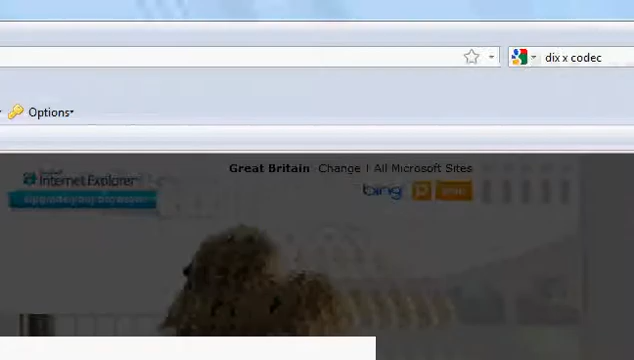 dix x codec
Options
Great Britain Change | All Microsoft Sites
Internet Explorer
bing